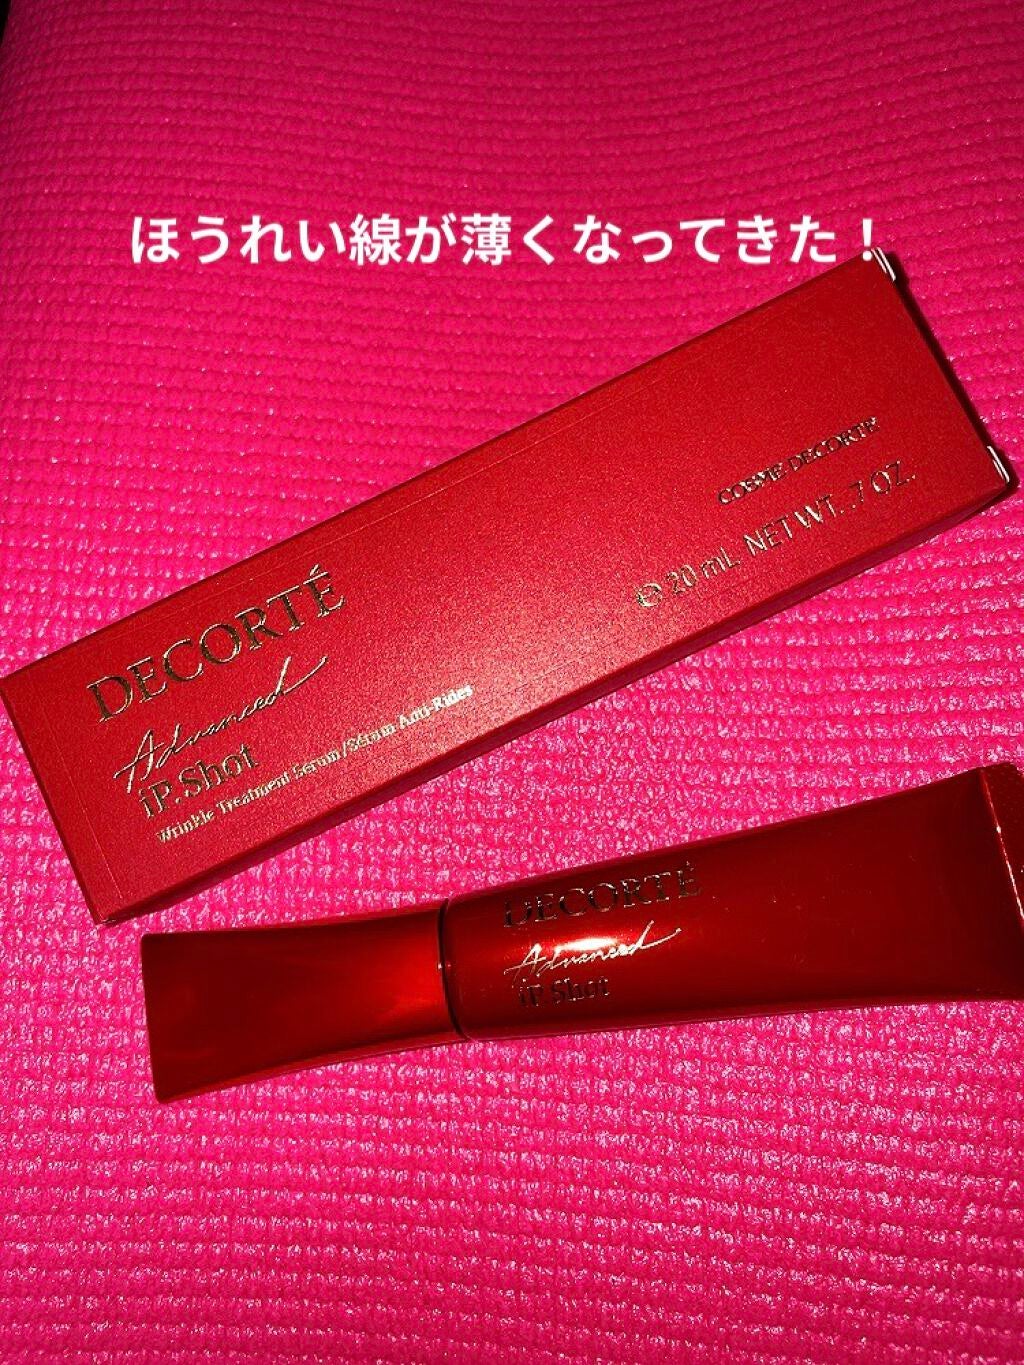 ほうれい線が薄くなってきた！
COSME DECORTE
℮ 20 mL NET WT. .7 OZ.
DECORTÉ
Advanced
iP.Shot
Wrinkle Treatment Serum/Sérum Anti-Rides
DECORTÉ
Advanced
iP.Shot